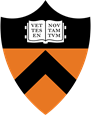 VET NOV
TES TAM
EN TVM